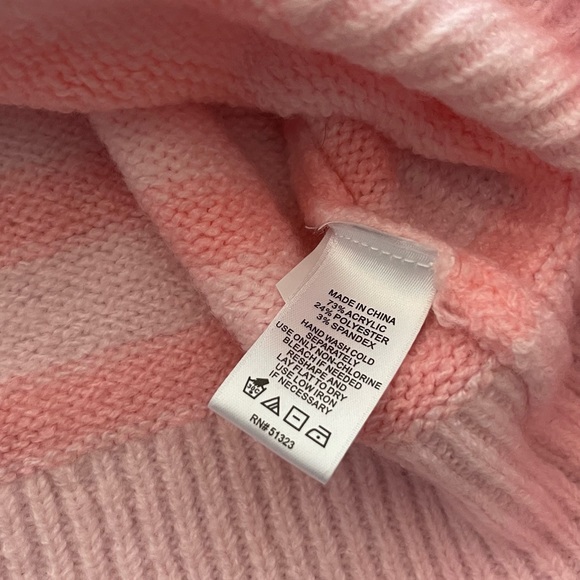 MADE IN CHINA
73% ACRYLIC
24% POLYESTER
3% SPANDEX
HAND WASH COLD
SEPARATELY
USE ONLY NON-CHLORINE
BLEACH IF NEEDED
RESHAPE AND
LAY FLAT TO DRY
USE LOW IRON
IF NECESSARY
RN# 51323